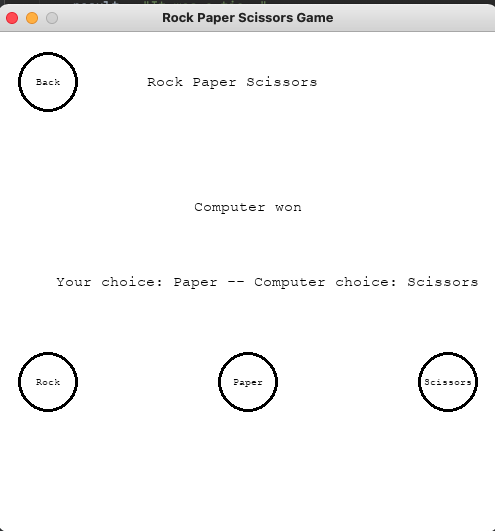 Rock Paper Scissors Game
Back
Rock Paper Scissors
Computer won
Your choice: Paper -- Computer choice: Scissors
Rock
Paper
Scissors